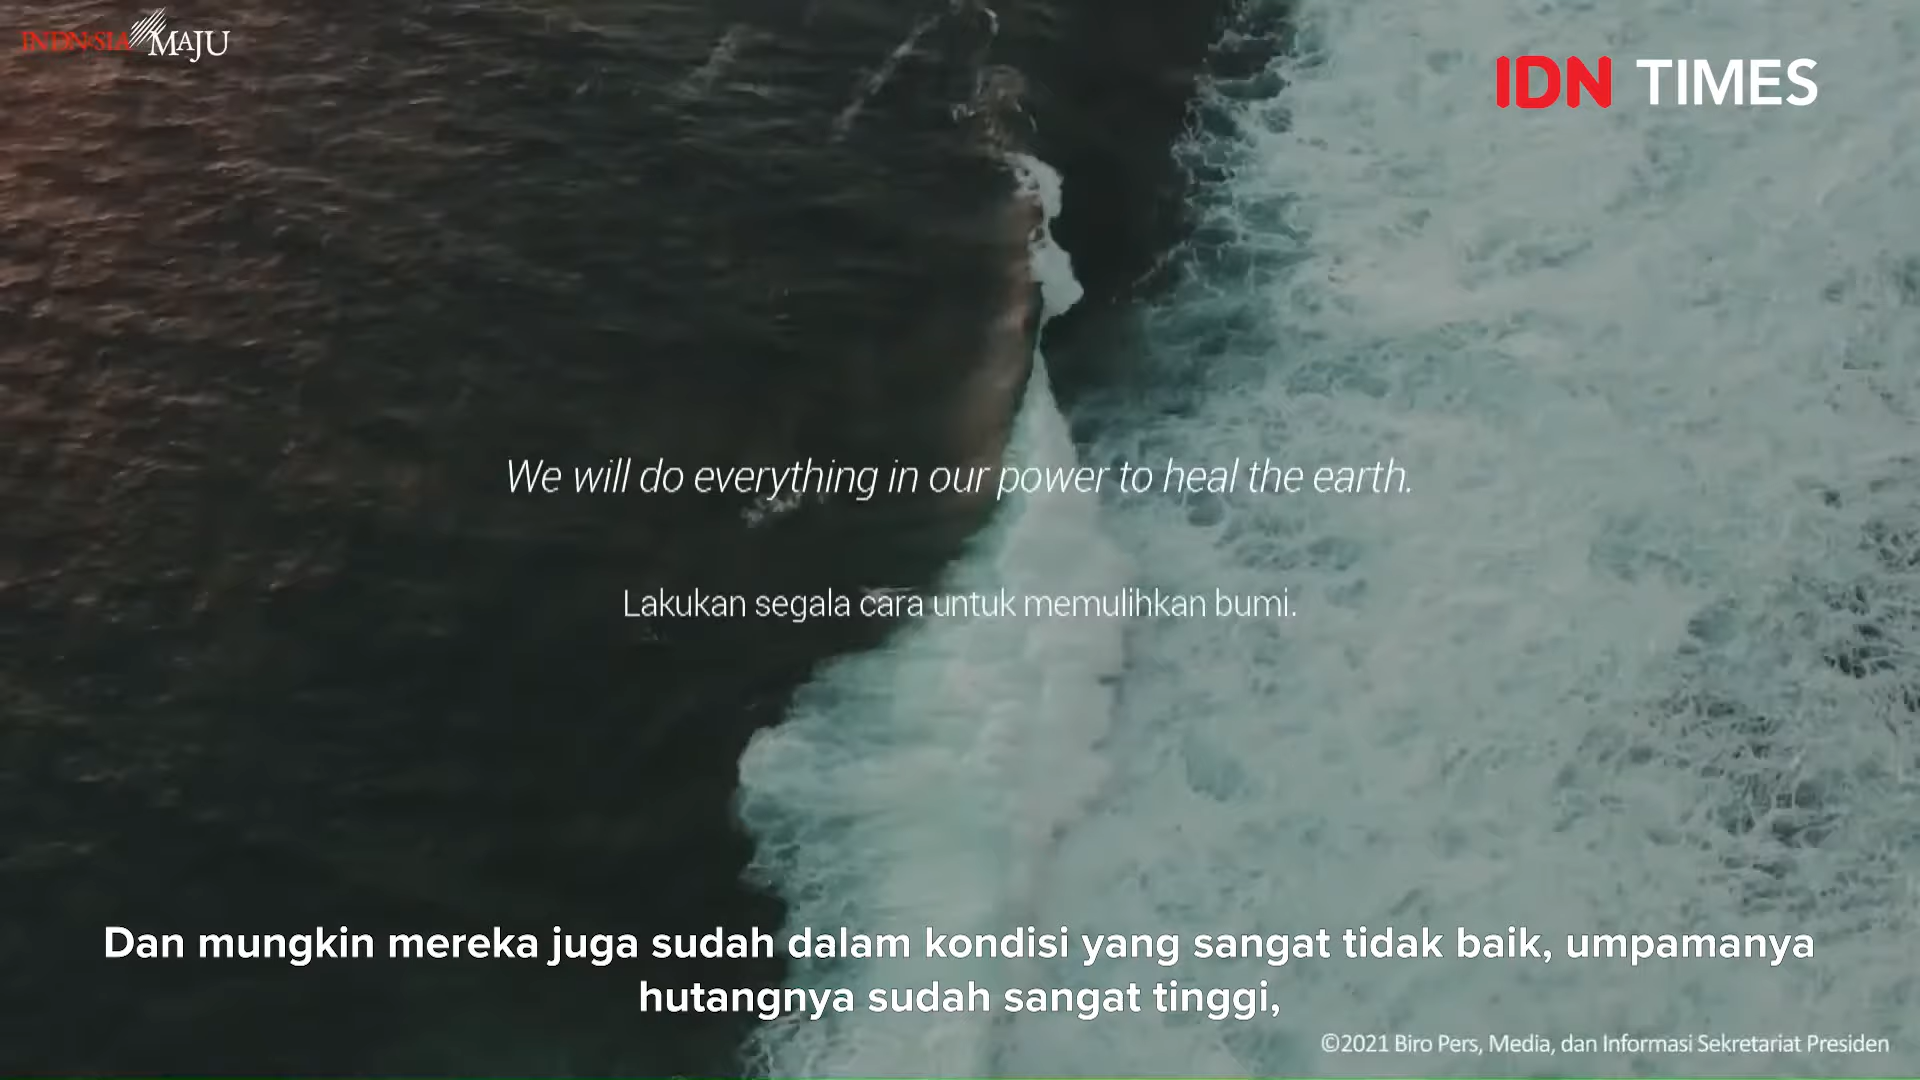 INDONESIA MAJU
IDN TIMES
We will do everything in our power to heal the earth.
Lakukan segala cara untuk memulihkan bumi.
Dan mungkin mereka juga sudah dalam kondisi yang sangat tidak baik, umpamanya
hutangnya sudah sangat tinggi,
©2021 Biro Pers, Media, dan Informasi Sekretariat Presiden